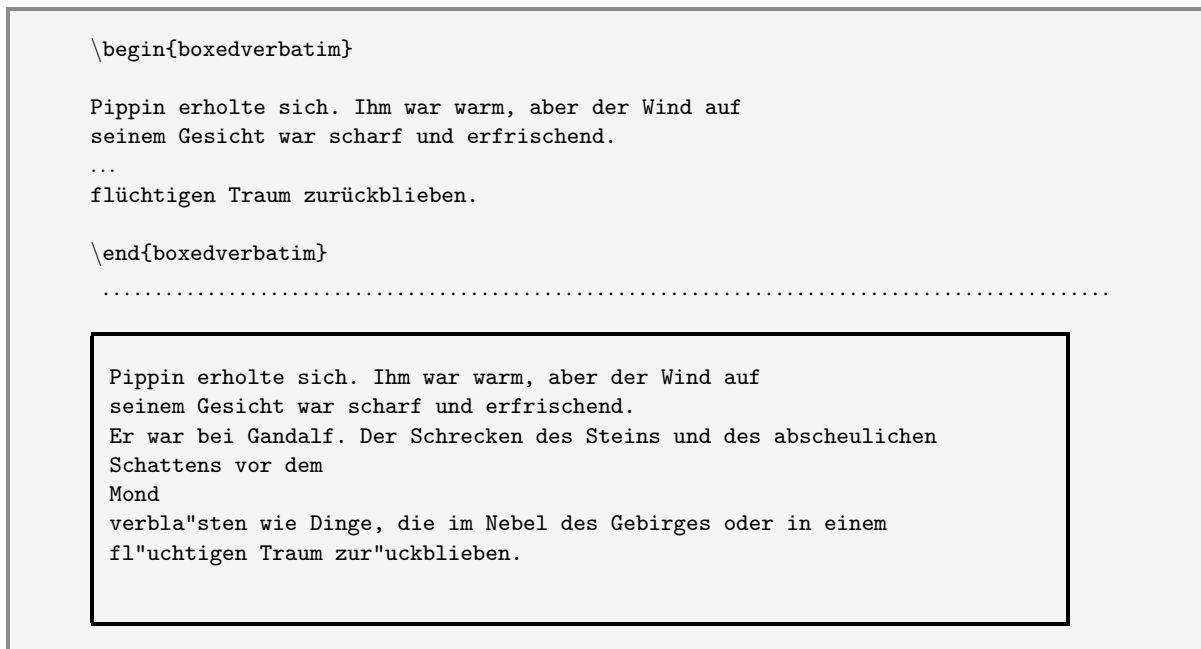 \begin{boxedverbatim}
Pippin erholte sich. Ihm war warm, aber der Wind auf
seinem Gesicht war scharf und erfrischend.
...
flüchtigen Traum zurückblieben.
\end{boxedverbatim}
Pippin erholte sich. Ihm war warm, aber der Wind auf
seinem Gesicht war scharf und erfrischend.
Er war bei Gandalf. Der Schrecken des Steins und des abscheulichen
Schattens vor dem
Mond
verbla"sten wie Dinge, die im Nebel des Gebirges oder in einem
fl"uchtigen Traum zur"uckblieben.